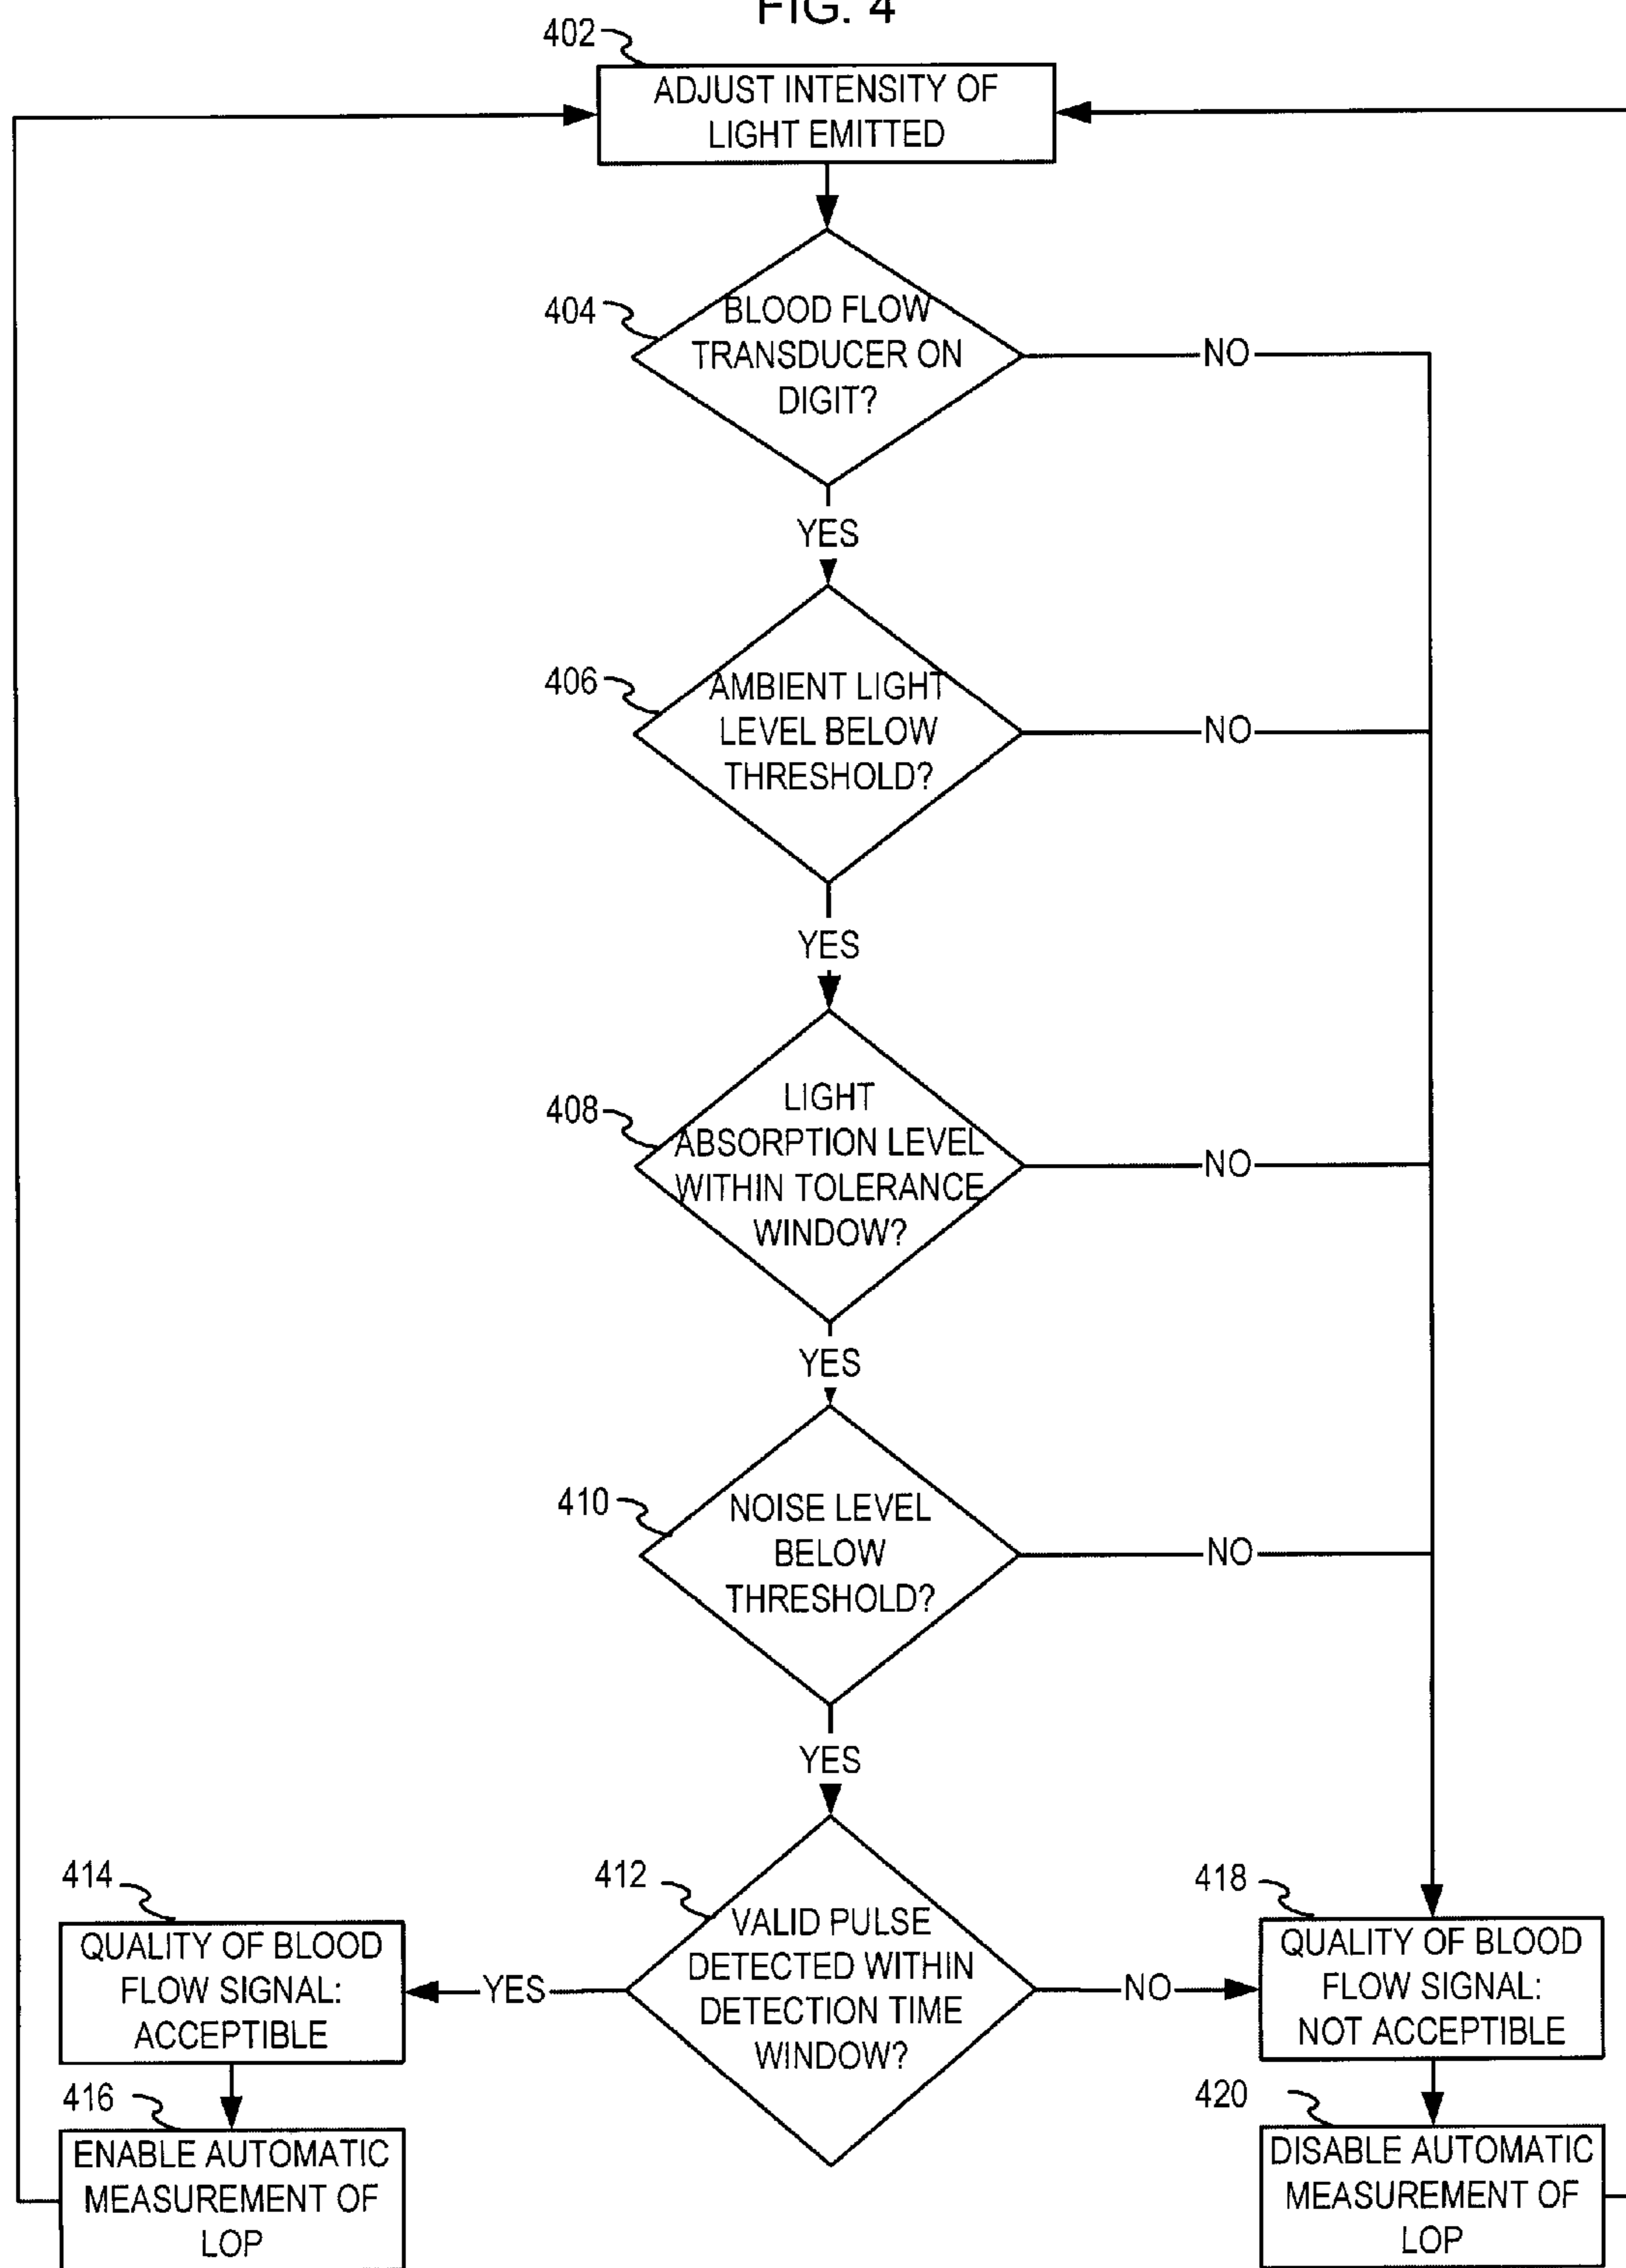 FIG. 4
402
ADJUST INTENSITY OF
LIGHT EMITTED
404
BLOOD FLOW
TRANSDUCER ON
DIGIT?
NO
YES
406
AMBIENT LIGHT
LEVEL BELOW
THRESHOLD?
NO
YES
408
LIGHT
ABSORPTION LEVEL
WITHIN TOLERANCE
WINDOW?
NO
YES
410
NOISE LEVEL
BELOW
THRESHOLD?
NO
YES
412
VALID PULSE
DETECTED WITHIN
DETECTION TIME
WINDOW?
YES
NO
414
QUALITY OF BLOOD
FLOW SIGNAL:
ACCEPTIBLE
416
ENABLE AUTOMATIC
MEASUREMENT OF
LOP
418
QUALITY OF BLOOD
FLOW SIGNAL:
NOT ACCEPTIBLE
420
DISABLE AUTOMATIC
MEASUREMENT OF
LOP